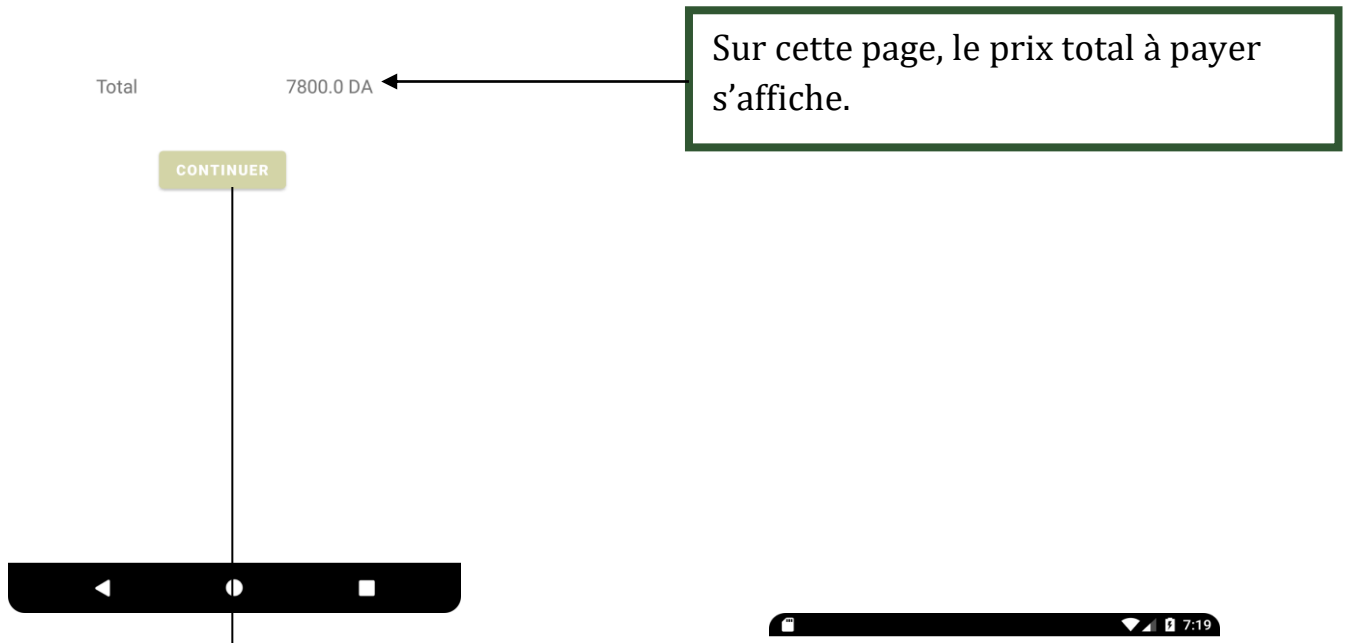 Sur cette page, le prix total à payer
s’affiche.
Total 7800.0 DA
CONTINUER
7:19